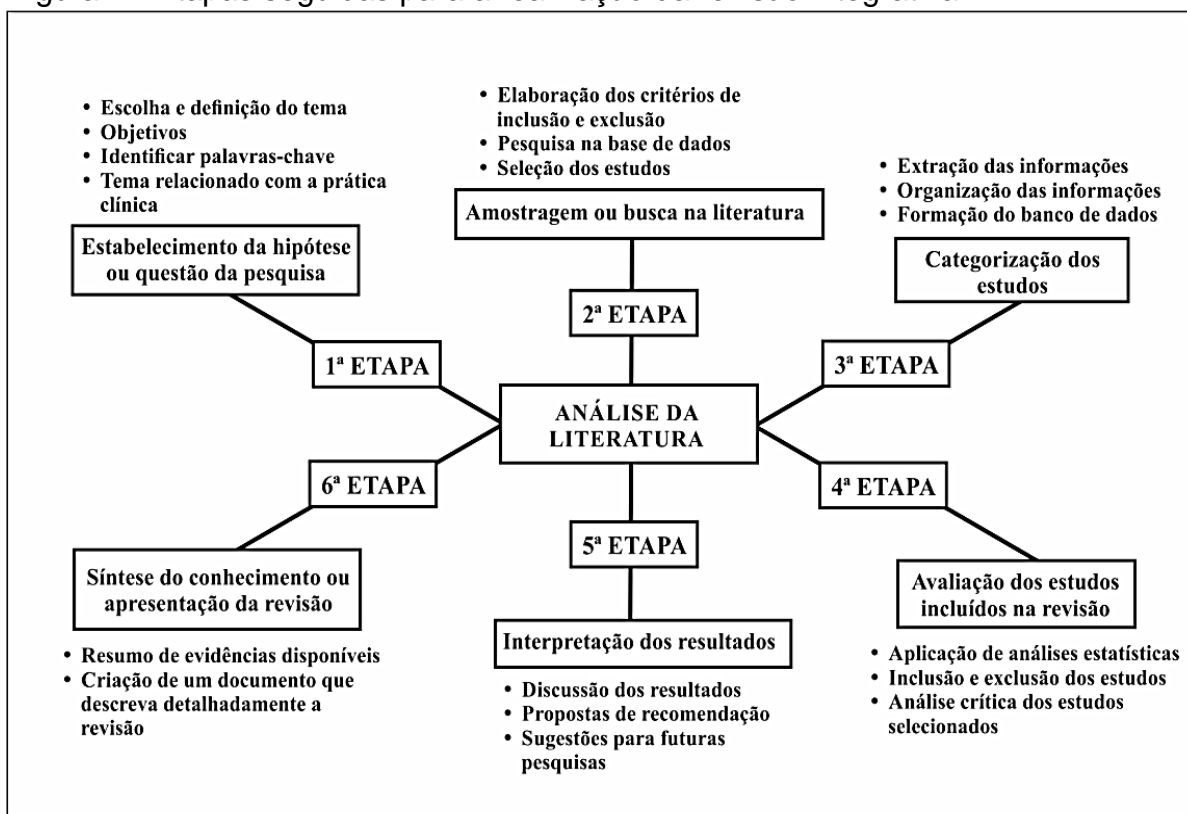 • Escolha e definição do tema
• Objetivos
• Identificar palavras-chave
• Tema relacionado com a prática
clínica
Estabelecimento da hipótese
ou questão da pesquisa
1ª ETAPA
• Elaboração dos critérios de
inclusão e exclusão
• Pesquisa na base de dados
• Seleção dos estudos
Amostragem ou busca na literatura
2ª ETAPA
• Extração das informações
• Organização das informações
• Formação do banco de dados
Categorização dos
estudos
3ª ETAPA
ANÁLISE DA
LITERATURA
4ª ETAPA
Avaliação dos estudos
incluídos na revisão
• Aplicação de análises estatísticas
• Inclusão e exclusão dos estudos
• Análise crítica dos estudos
selecionados
5ª ETAPA
Interpretação dos resultados
• Discussão dos resultados
• Propostas de recomendação
• Sugestões para futuras
pesquisas
6ª ETAPA
Síntese do conhecimento ou
apresentação da revisão
• Resumo de evidências disponíveis
• Criação de um documento que
descreva detalhadamente a
revisão